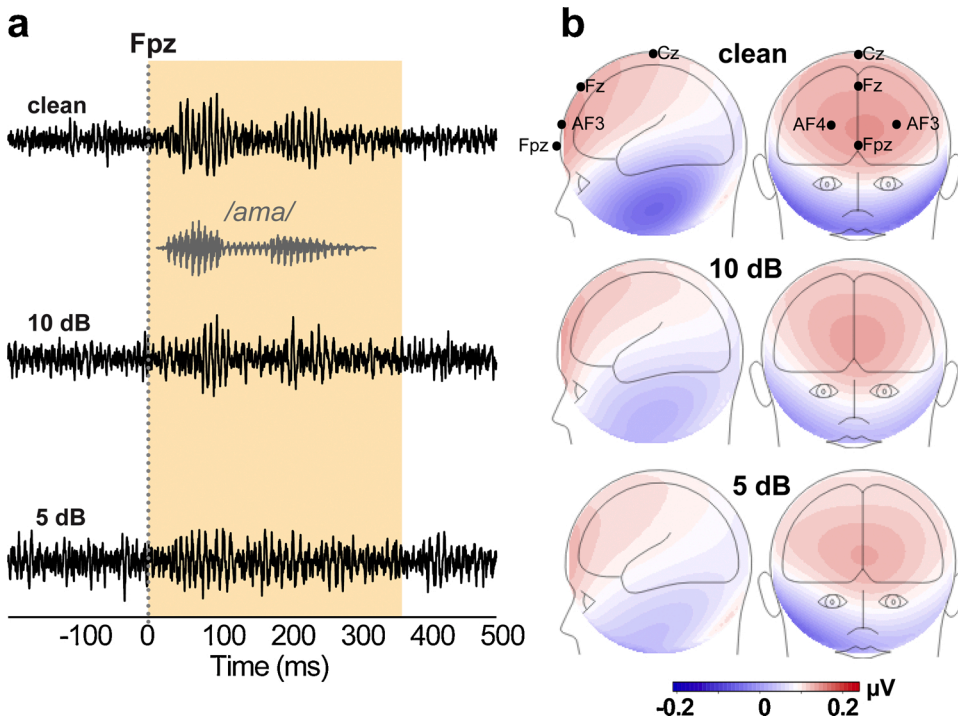 a
Fpz
clean
/ama/
10 dB
5 dB
-100 0 100 200 300 400 500
Time (ms)
b
clean
Cz
Fz
AF3
Fpz
Cz
Fz
AF4
AF3
Fpz
10 dB
5 dB
µV
-0.2 0 0.2